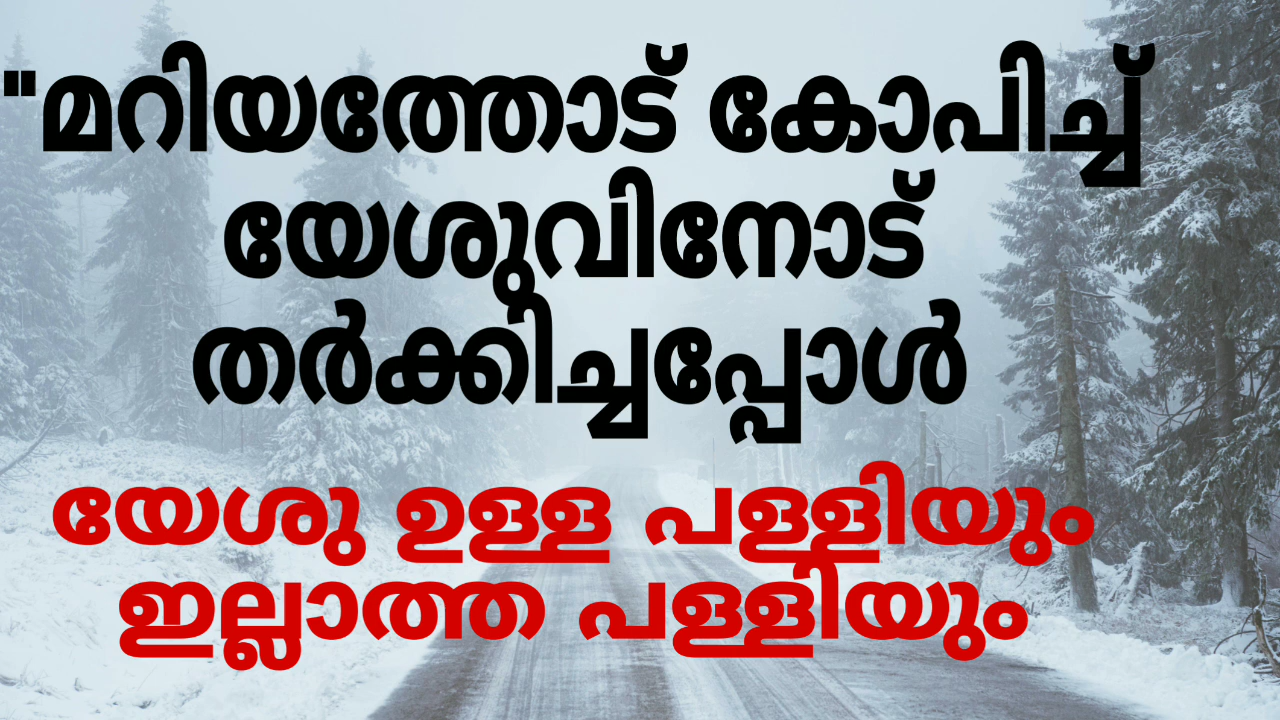 "മറിയത്തോട് കോപിച്ച്
യേശുവിനോട്
തർക്കിച്ചപ്പോൾ
യേശു ഉള്ള പള്ളിയും
ഇല്ലാത്ത പള്ളിയും